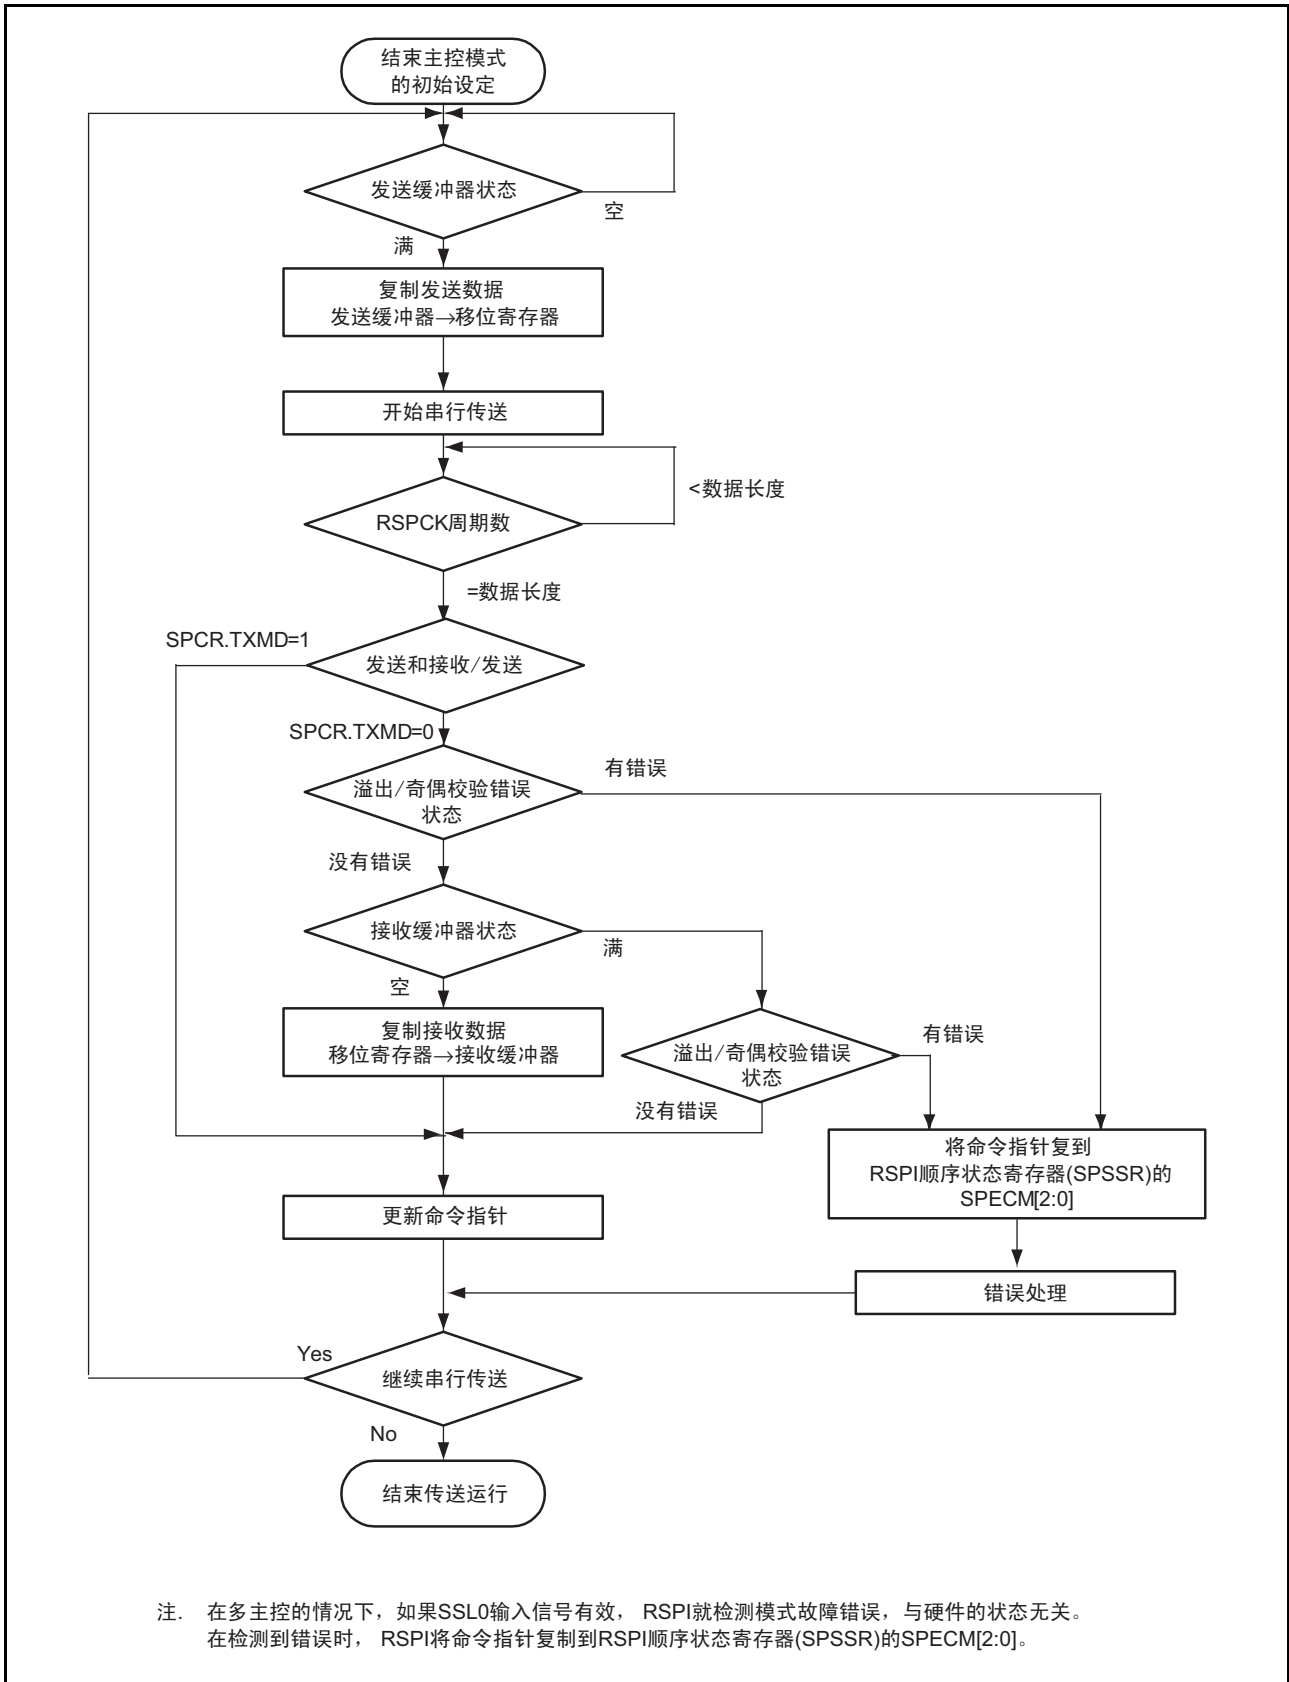 结束主控模式
的初始设定
发送缓冲器状态
空
满
复制发送数据
发送缓冲器→移位寄存器
开始串行传送
<数据长度
RSPCK周期数
=数据长度
SPCR.TXMD=1
发送和接收/发送
SPCR.TXMD=0
有错误
溢出/奇偶校验错误
状态
没有错误
接收缓冲器状态
满
空
复制接收数据
移位寄存器→接收缓冲器
有错误
溢出/奇偶校验错误
状态
没有错误
将命令指针复到
RSPI顺序状态寄存器(SPSSR)的
SPECM[2:0]
更新命令指针
错误处理
Yes
继续串行传送
No
结束传送运行
注. 在多主控的情况下，如果SSL0输入信号有效， RSPI就检测模式故障错误，与硬件的状态无关。
在检测到错误时， RSPI将命令指针复制到RSPI顺序状态寄存器(SPSSR)的SPECM[2:0]。